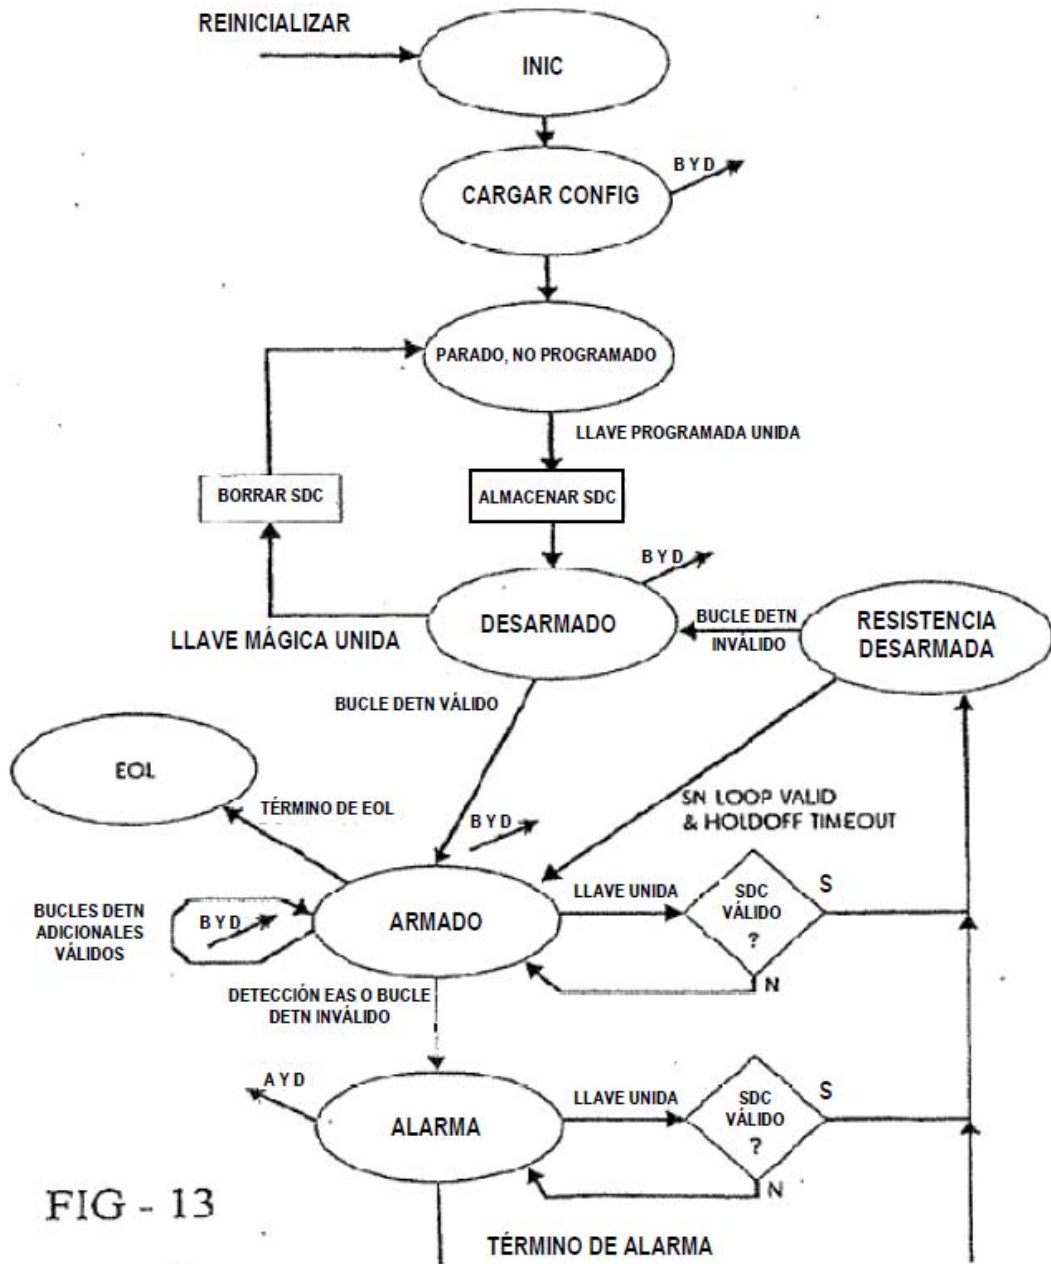 REINICIALIZAR
INIC
B Y D
CARGAR CONFIG
PARADO, NO PROGRAMADO
LLAVE PROGRAMADA UNIDA
BORRAR SDC
ALMACENAR SDC
B Y D
DESARMADO
BUCLE DETN
INVÁLIDO
RESISTENCIA
DESARMADA
LLAVE MÁGICA UNIDA
BUCLE DETN VÁLIDO
EOL
TÉRMINO DE EOL
SN LOOP VALID
& HOLDOFF TIMEOUT
B Y D
BUCLES DETN
ADICIONALES
VÁLIDOS
B Y D
ARMADO
LLAVE UNIDA
SDC
VÁLIDO
?
S
N
DETECCIÓN EAS O BUCLE
DETN INVÁLIDO
A Y D
ALARMA
LLAVE UNIDA
SDC
VÁLIDO
?
S
N
FIG - 13
TÉRMINO DE ALARMA